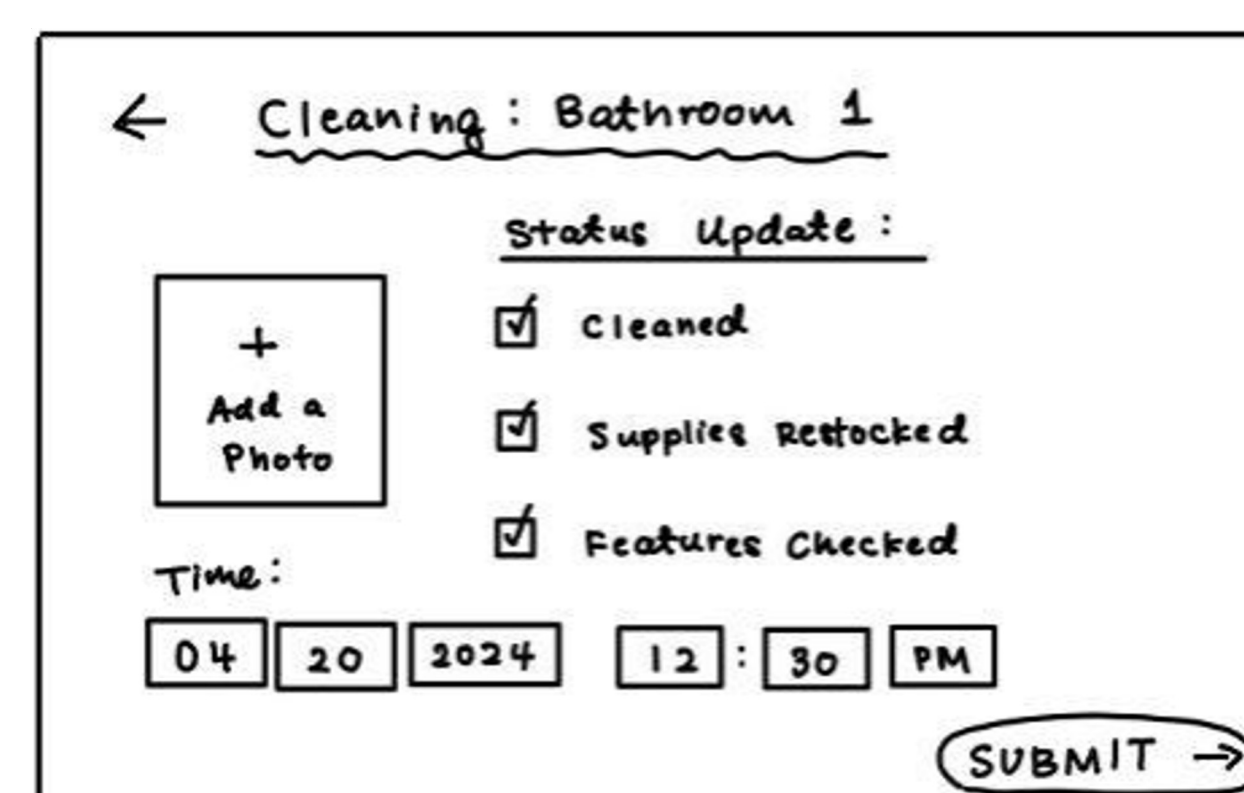 ← Cleaning: Bathroom 1
Status Update:
+
Add a
Photo
☑ Cleaned
☑ Supplies Restocked
☑ Features Checked
Time:
04 20 2024 12 : 30 PM
SUBMIT →